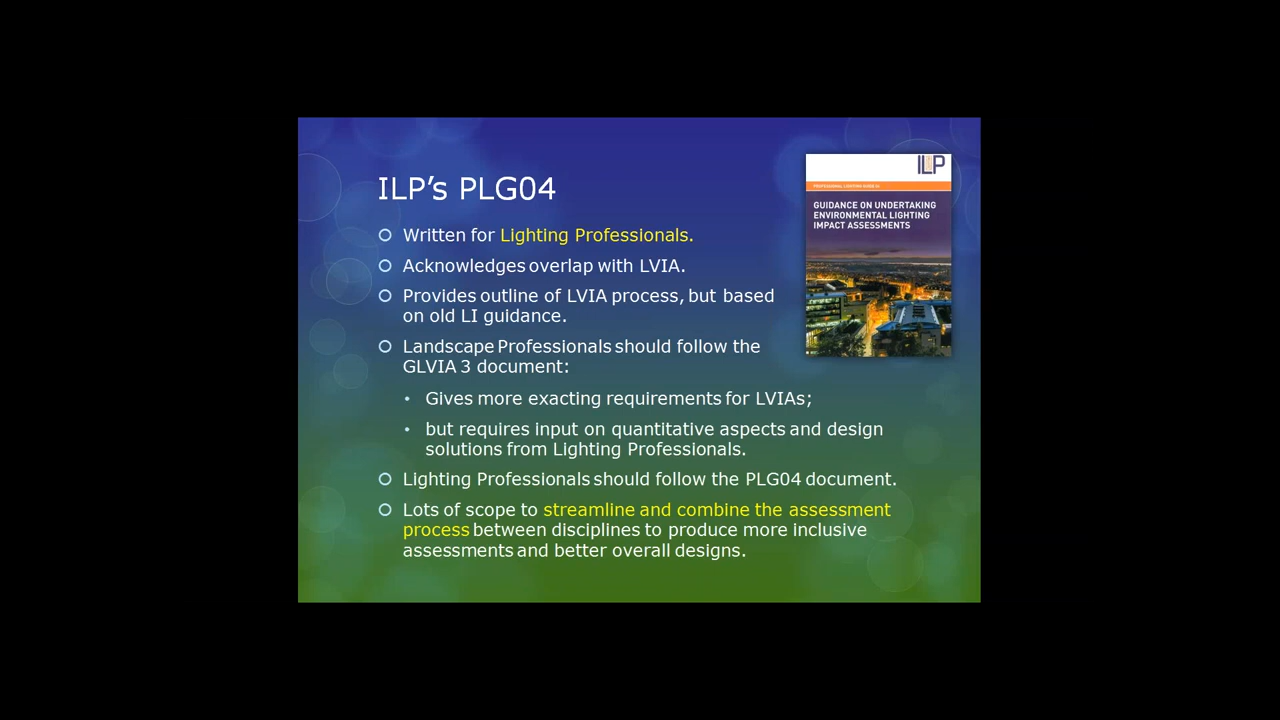 ILP’s PLG04
ILP
PROFESSIONAL LIGHTING GUIDE 04
GUIDANCE ON UNDERTAKING
ENVIRONMENTAL LIGHTING
IMPACT ASSESSMENTS
Written for Lighting Professionals.
Acknowledges overlap with LVIA.
Provides outline of LVIA process, but based
on old LI guidance.
Landscape Professionals should follow the
GLVIA 3 document:
• Gives more exacting requirements for LVIAs;
• but requires input on quantitative aspects and design
solutions from Lighting Professionals.
Lighting Professionals should follow the PLG04 document.
Lots of scope to streamline and combine the assessment
process between disciplines to produce more inclusive
assessments and better overall designs.